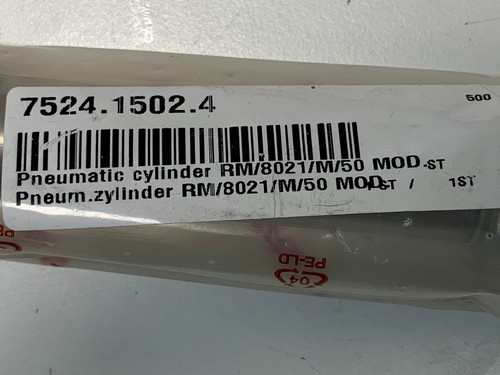 7524.1502.4
500
Pneumatic cylinder RM/8021/M/50 MOD.ST
Pneum.zylinder RM/8021/M/50 MOD.ST / 1ST
04
PE-LD